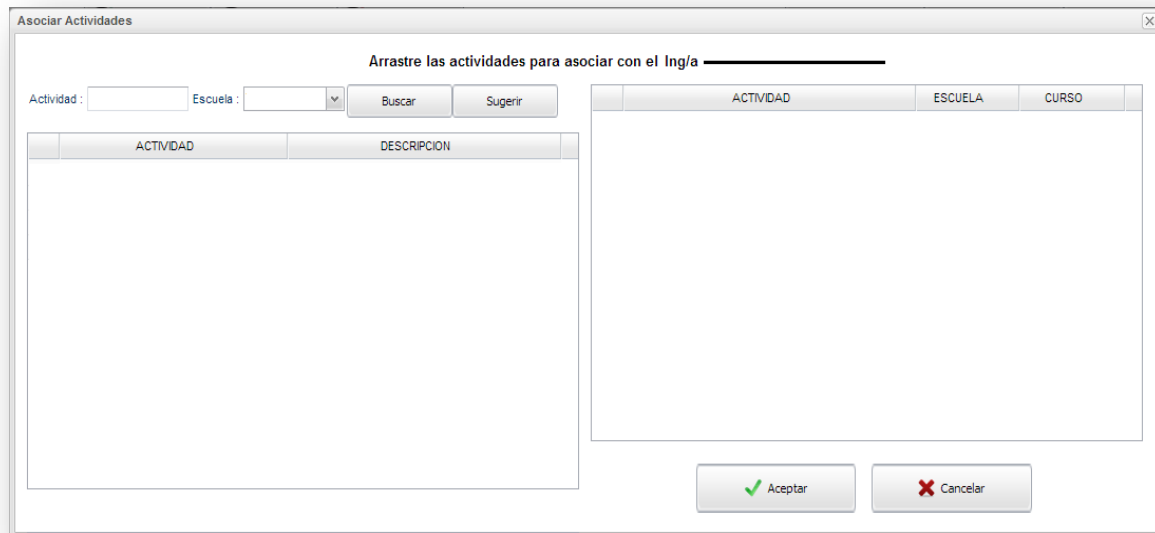 Asociar Actividades
Arrastre las actividades para asociar con el Ing/a
Actividad : Escuela : Buscar Sugerir
ACTIVIDAD DESCRIPCION
ACTIVIDAD ESCUELA CURSO
Aceptar Cancelar